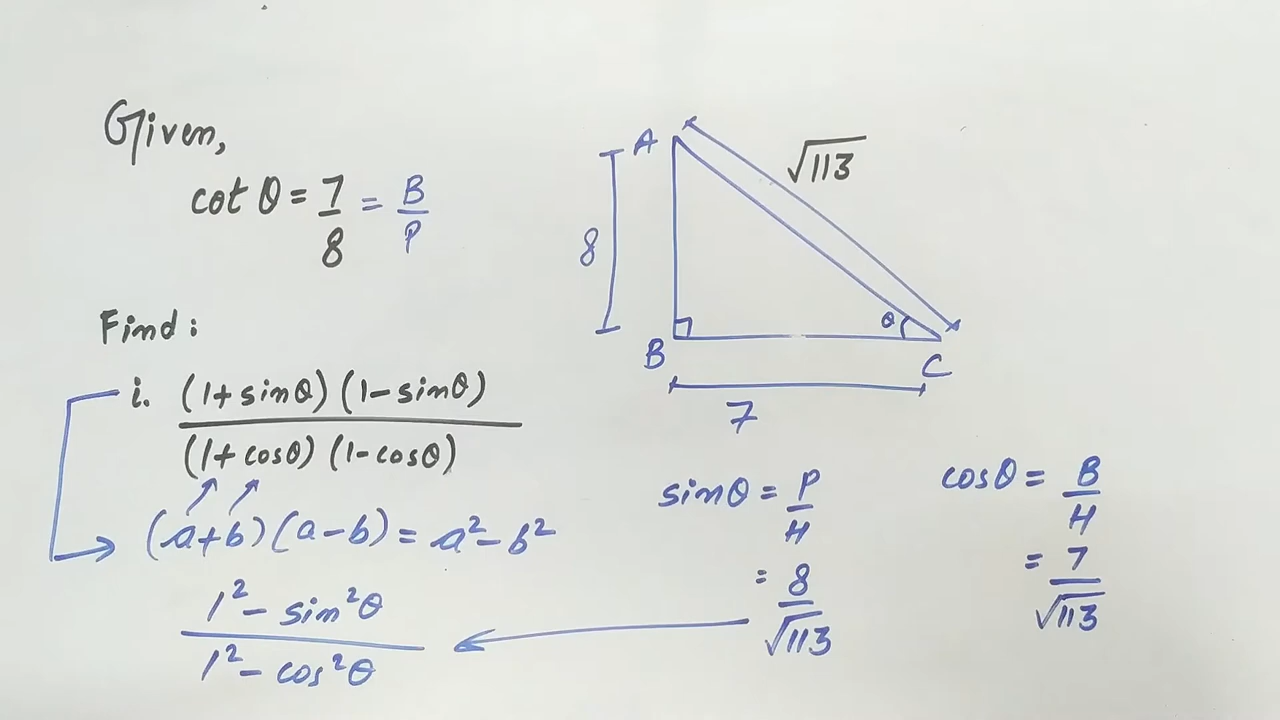 Given,
cot θ = 7/8 = B/P
Find:
i. (1+sinθ)(1-sinθ)
(1+cosθ)(1-cosθ)
(a+b)(a-b) = a²-b²
1²-sin²θ
1²-cos²θ
A
√113
8
θ
B
C
7
sinθ = P/H
= 8/√113
cosθ = B/H
= 7/√113